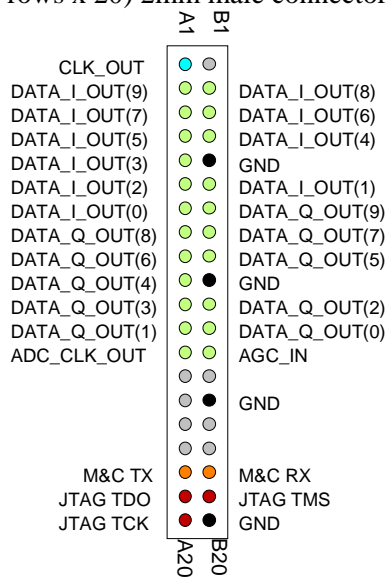 rows x 20) 2mm male connector
A1 B1
CLK_OUT
DATA_I_OUT(9) DATA_I_OUT(8)
DATA_I_OUT(7) DATA_I_OUT(6)
DATA_I_OUT(5) DATA_I_OUT(4)
DATA_I_OUT(3) GND
DATA_I_OUT(2) DATA_I_OUT(1)
DATA_I_OUT(0) DATA_Q_OUT(9)
DATA_Q_OUT(8) DATA_Q_OUT(7)
DATA_Q_OUT(6) DATA_Q_OUT(5)
DATA_Q_OUT(4) GND
DATA_Q_OUT(3) DATA_Q_OUT(2)
DATA_Q_OUT(1) DATA_Q_OUT(0)
ADC_CLK_OUT AGC_IN
GND
M&C TX M&C RX
JTAG TDO JTAG TMS
JTAG TCK GND
A20 B20